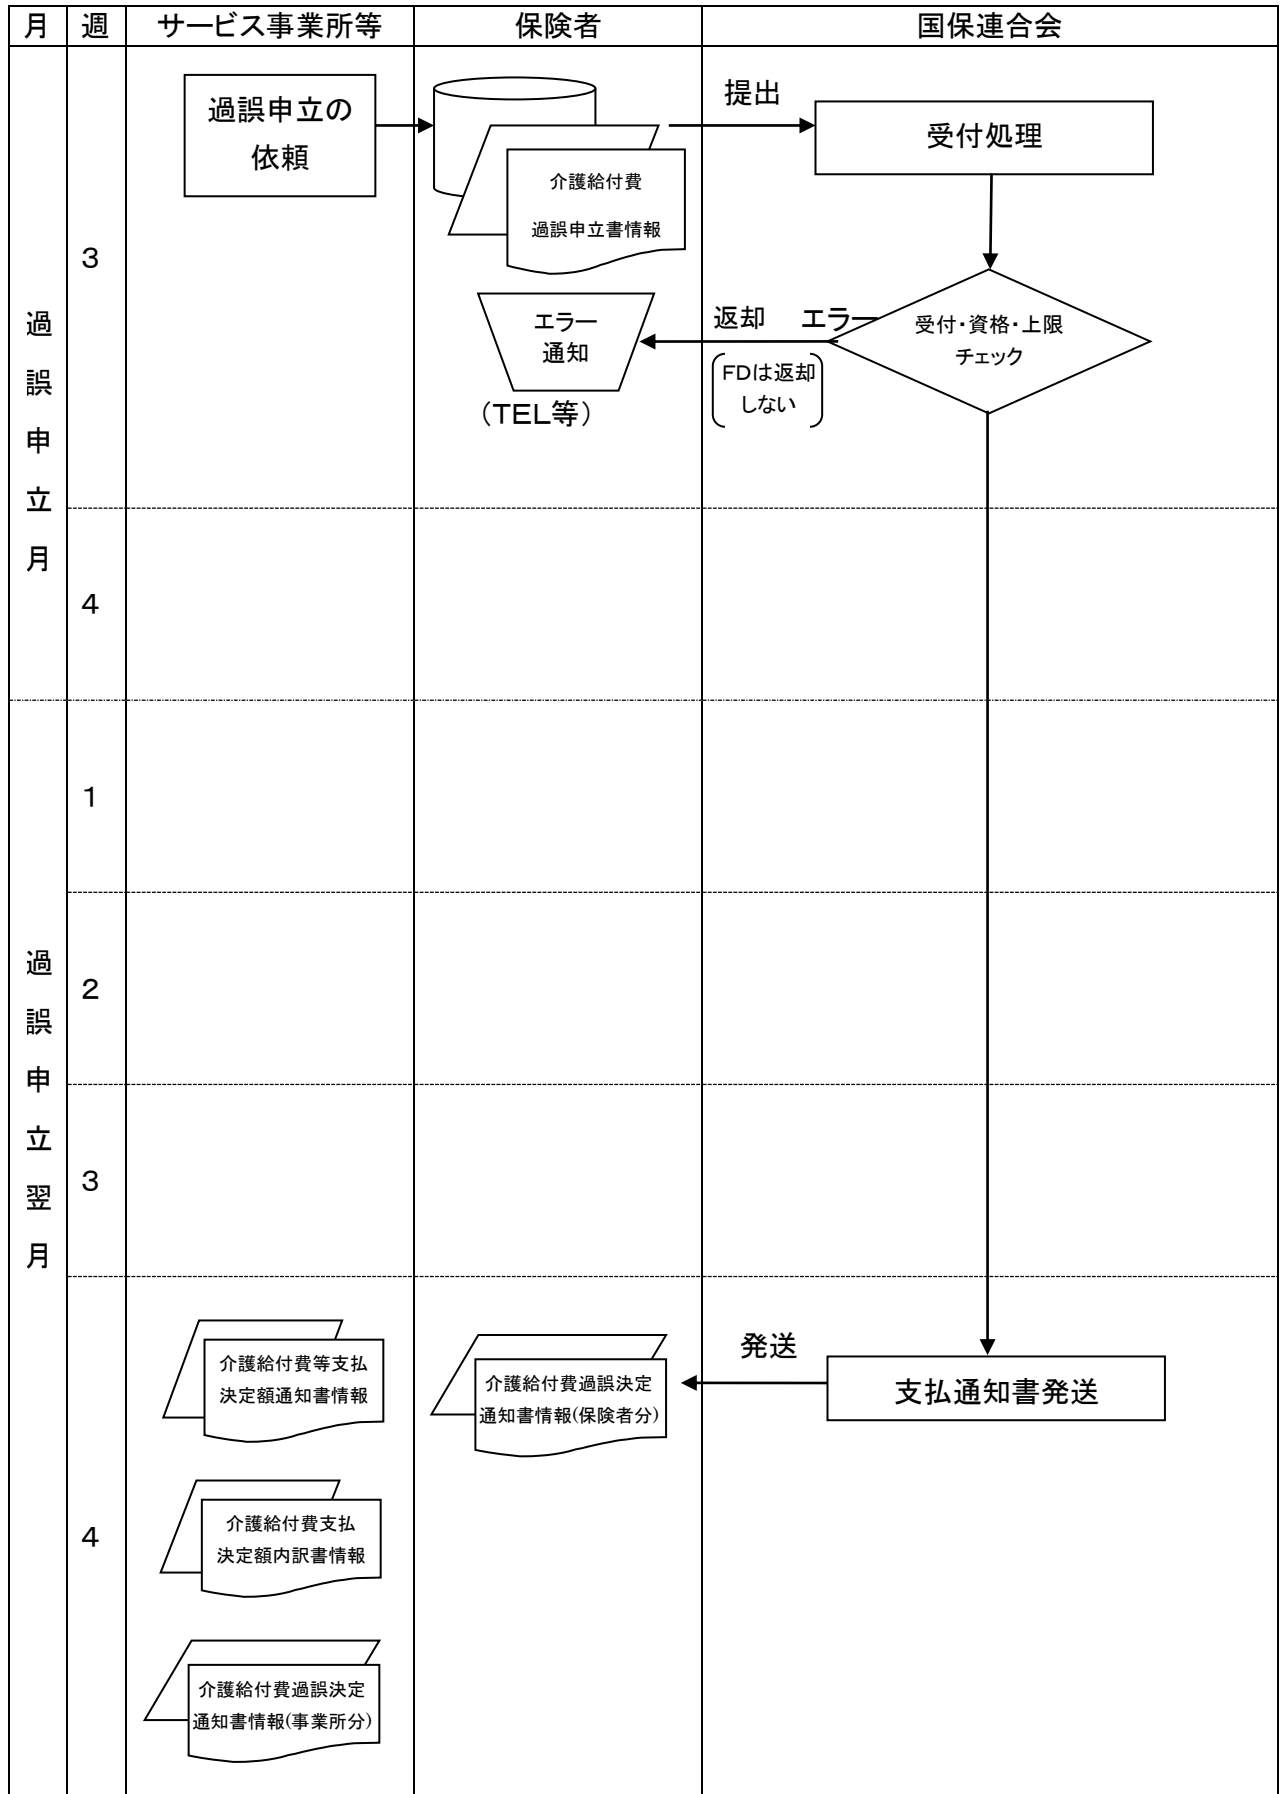 月 週 サービス事業所等 保険者 国保連合会
過誤申立月
3
過誤申立の
依頼
介護給付費
過誤申立書情報
提出
受付処理
受付・資格・上限
チェック
エラー
返却
FDは返却
しない
エラー
通知
（TEL等）
4
過誤申立翌月
1
2
3
4
介護給付費等支払
決定額通知書情報
介護給付費支払
決定額内訳書情報
介護給付費過誤決定
通知書情報(事業所分)
介護給付費過誤決定
通知書情報(保険者分)
発送
支払通知書発送